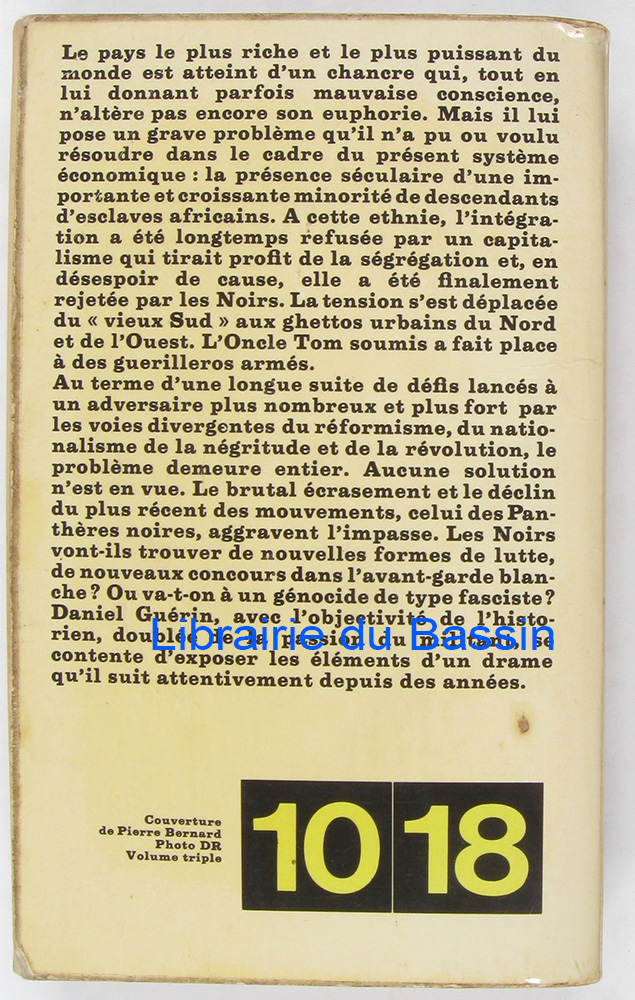 Le pays le plus riche et le plus puissant du
monde est atteint d'un chancre qui, tout en
lui donnant parfois mauvaise conscience,
n'altère pas encore son euphorie. Mais il lui
pose un grave problème qu'il n'a pu ou voulu
résoudre dans le cadre du présent système
économique : la présence séculaire d'une im-
portante et croissante minorité de descendants
d'esclaves africains. A cette ethnie, l'intégra-
tion a été longtemps refusée par un capita-
lisme qui tirait profit de la ségrégation et, en
désespoir de cause, elle a été finalement
rejetée par les Noirs. La tension s'est déplacée
du « vieux Sud » aux ghettos urbains du Nord
et de l'Ouest. L'Oncle Tom soumis a fait place
à des guerilleros armés.
Au terme d'une longue suite de défis lancés à
un adversaire plus nombreux et plus fort par
les voies divergentes du réformisme, du natio-
nalisme de la négritude et de la révolution, le
problème demeure entier. Aucune solution
n'est en vue. Le brutal écrasement et le déclin
du plus récent des mouvements, celui des Pan-
thères noires, aggravent l'impasse. Les Noirs
vont-ils trouver de nouvelles formes de lutte,
de nouveaux concours dans l'avant-garde blan-
che ? Ou va-t-on à un génocide de type fasciste ?
Daniel Guérin, avec l'objectivité de l'histo-
rien, doublée de la passion du militant, se
Librairie du Bassin
contente d'exposer les éléments d'un drame
qu'il suit attentivement depuis des années.
Couverture
de Pierre Bernard
Photo DR
Volume triple
10 18